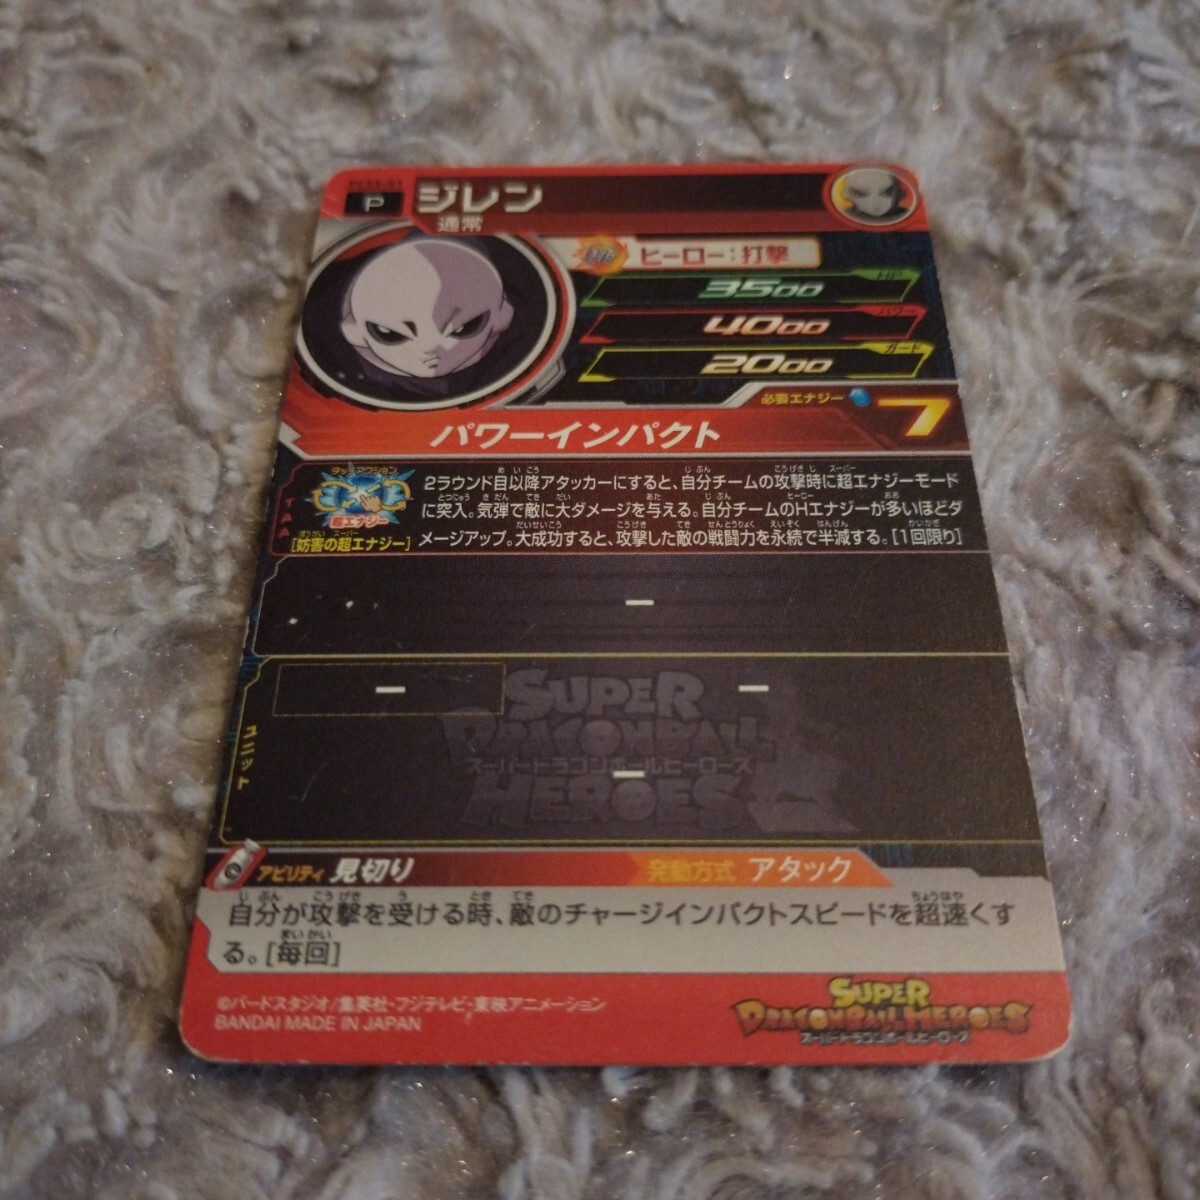 P
ジレン
通常
ヒーロー:打撃
HP
3500
パワー
4000
ガード
2000
必要エナジー
7
パワーインパクト
TAP
タッチアクション
超エナジー
[妨害の超エナジー]
2ラウンド目以降アタッカーにすると、自分チームの攻撃時に超エナジーモード
に突入。気弾で敵に大ダメージを与える。自分チームのHエナジーが多いほどダ
メージアップ。大成功すると、攻撃した敵の戦闘力を永続で半減する。[1回限り]
ー
ユニット
ー
ー
ー
SUPER
DRAGONBALL
スーパードラゴンボールヒーローズ
HEROES
アビリティ 見切り
発動方式 アタック
自分が攻撃を受ける時、敵のチャージインパクトスピードを超速くす
る。[毎回]
©バードスタジオ/集英社・フジテレビ・東映アニメーション
BANDAI MADE IN JAPAN
SUPER
DRAGONBALL HEROES
スーパードラゴンボールヒーローズ